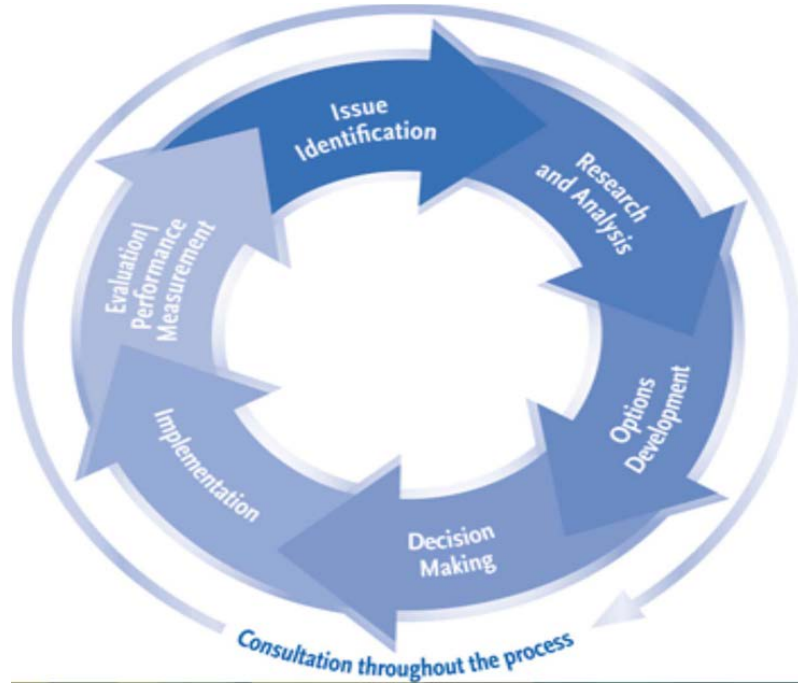 Issue
Identification
Research
and Analysis
Options
Development
Decision
Making
Implementation
Evaluation/
Performance
Measurement
Consultation throughout the process